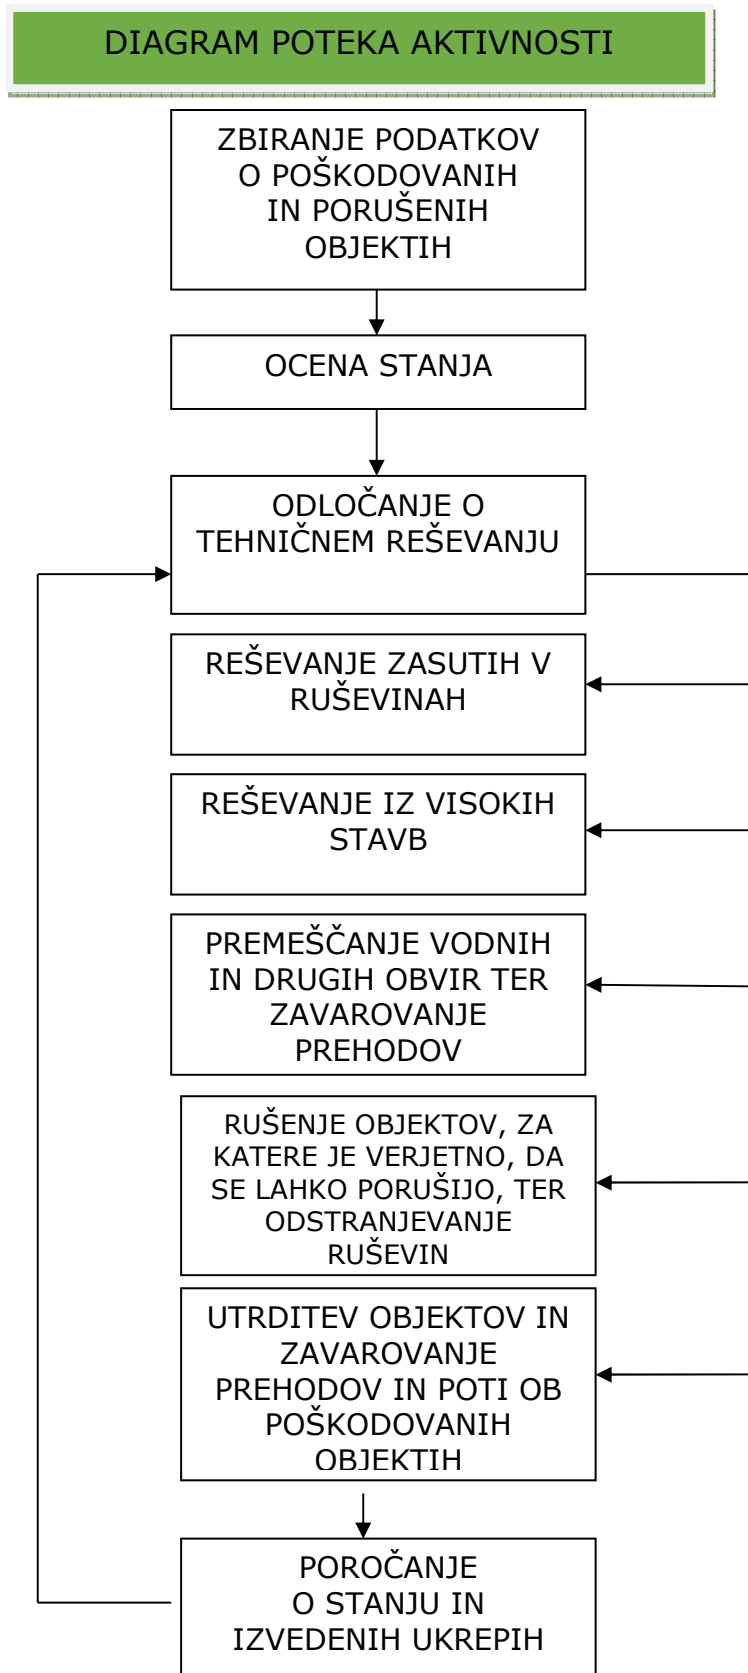 DIAGRAM POTEKA AKTIVNOSTI
ZBIRANJE PODATKOV
O POŠKODOVANIH
IN PORUŠENIH
OBJEKTIH
OCENA STANJA
ODLOČANJE O
TEHNIČNEM REŠEVANJU
REŠEVANJE ZASUTIH V
RUŠEVINAH
REŠEVANJE IZ VISOKIH
STAVB
PREMEŠČANJE VODNIH
IN DRUGIH OBVIR TER
ZAVAROVANJE
PREHODOV
RUŠENJE OBJEKTOV, ZA
KATERE JE VERJETNO, DA
SE LAHKO PORUŠIJO, TER
ODSTRANJEVANJE
RUŠEVIN
UTRDITEV OBJEKTOV IN
ZAVAROVANJE
PREHODOV IN POTI OB
POŠKODOVANIH
OBJEKTIH
POROČANJE
O STANJU IN
IZVEDENIH UKREPIH